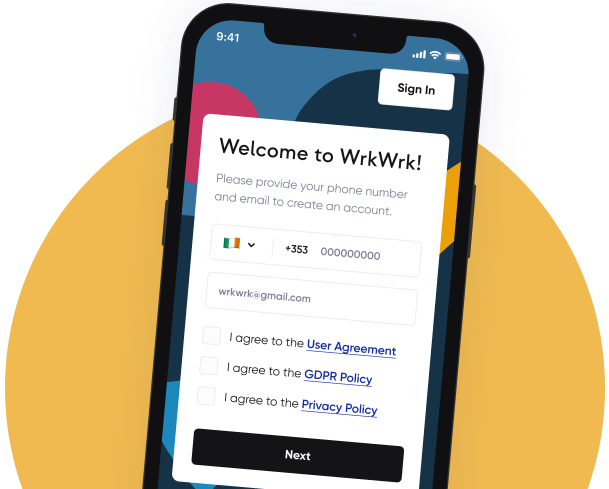 9:41
Sign In
Welcome to WrkWrk!
Please provide your phone number
and email to create an account.
+353 000000000
wrkwrk@gmail.com
I agree to the User Agreement
I agree to the GDPR Policy
I agree to the Privacy Policy
Next